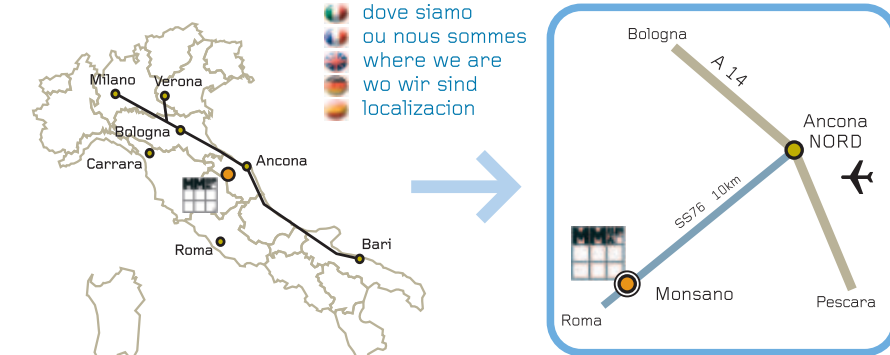 dove siamo
ou nous sommes
where we are
wo wir sind
localizacion
Milano
Verona
Bologna
Carrara
Ancona
Roma
Bari
Bologna
A 14
Ancona
NORD
SS76 10km
Monsano
Roma
Pescara